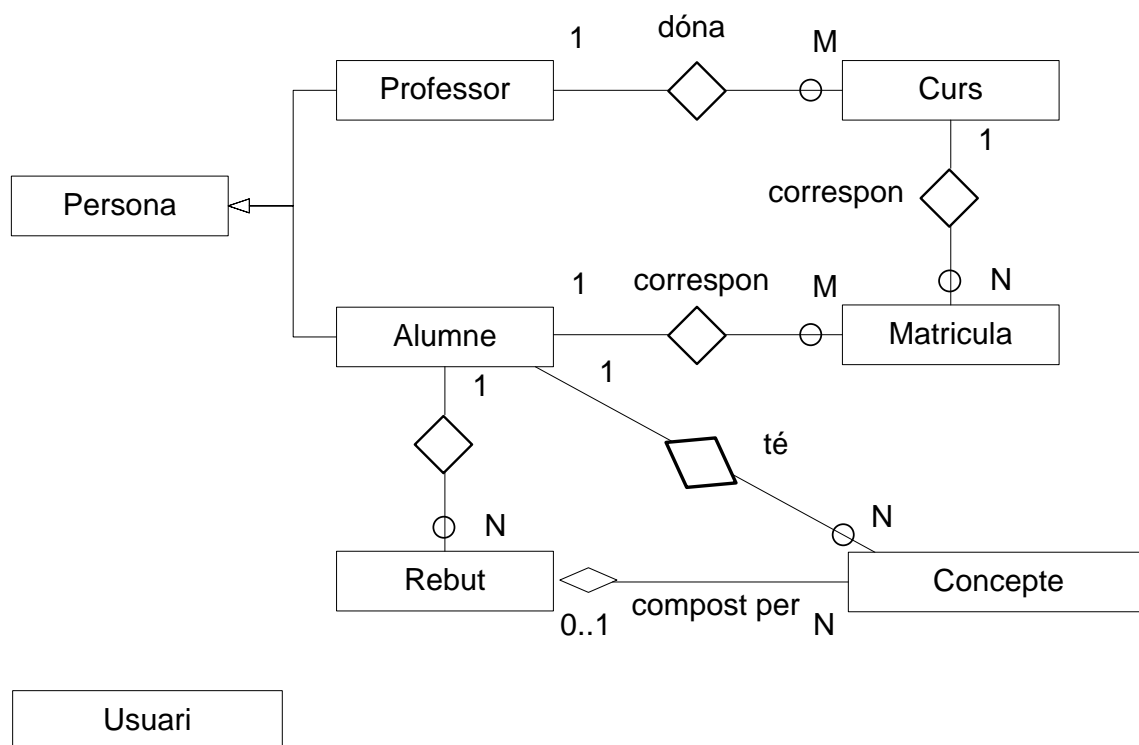 dóna
1
M
Professor
Curs
1
Persona
correspon
1
correspon
M
N
Alumne
Matricula
1
1
té
N
N
Rebut
Concepte
0..1
compost per
N
Usuari